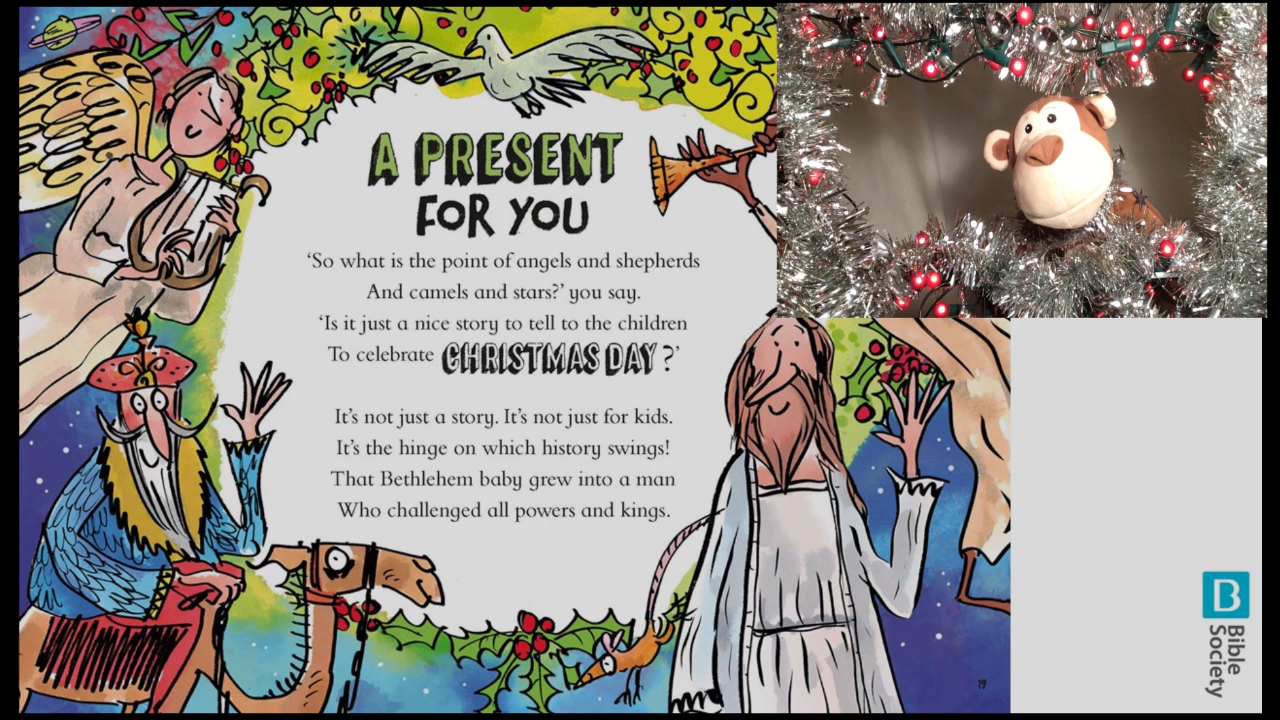 A PRESENT
FOR YOU
‘So what is the point of angels and shepherds
And camels and stars?’ you say.
‘Is it just a nice story to tell to the children
To celebrate CHRISTMAS DAY?’
It’s not just a story. It’s not just for kids.
It’s the hinge on which history swings!
That Bethlehem baby grew into a man
Who challenged all powers and kings.
19
B
Bible
Society